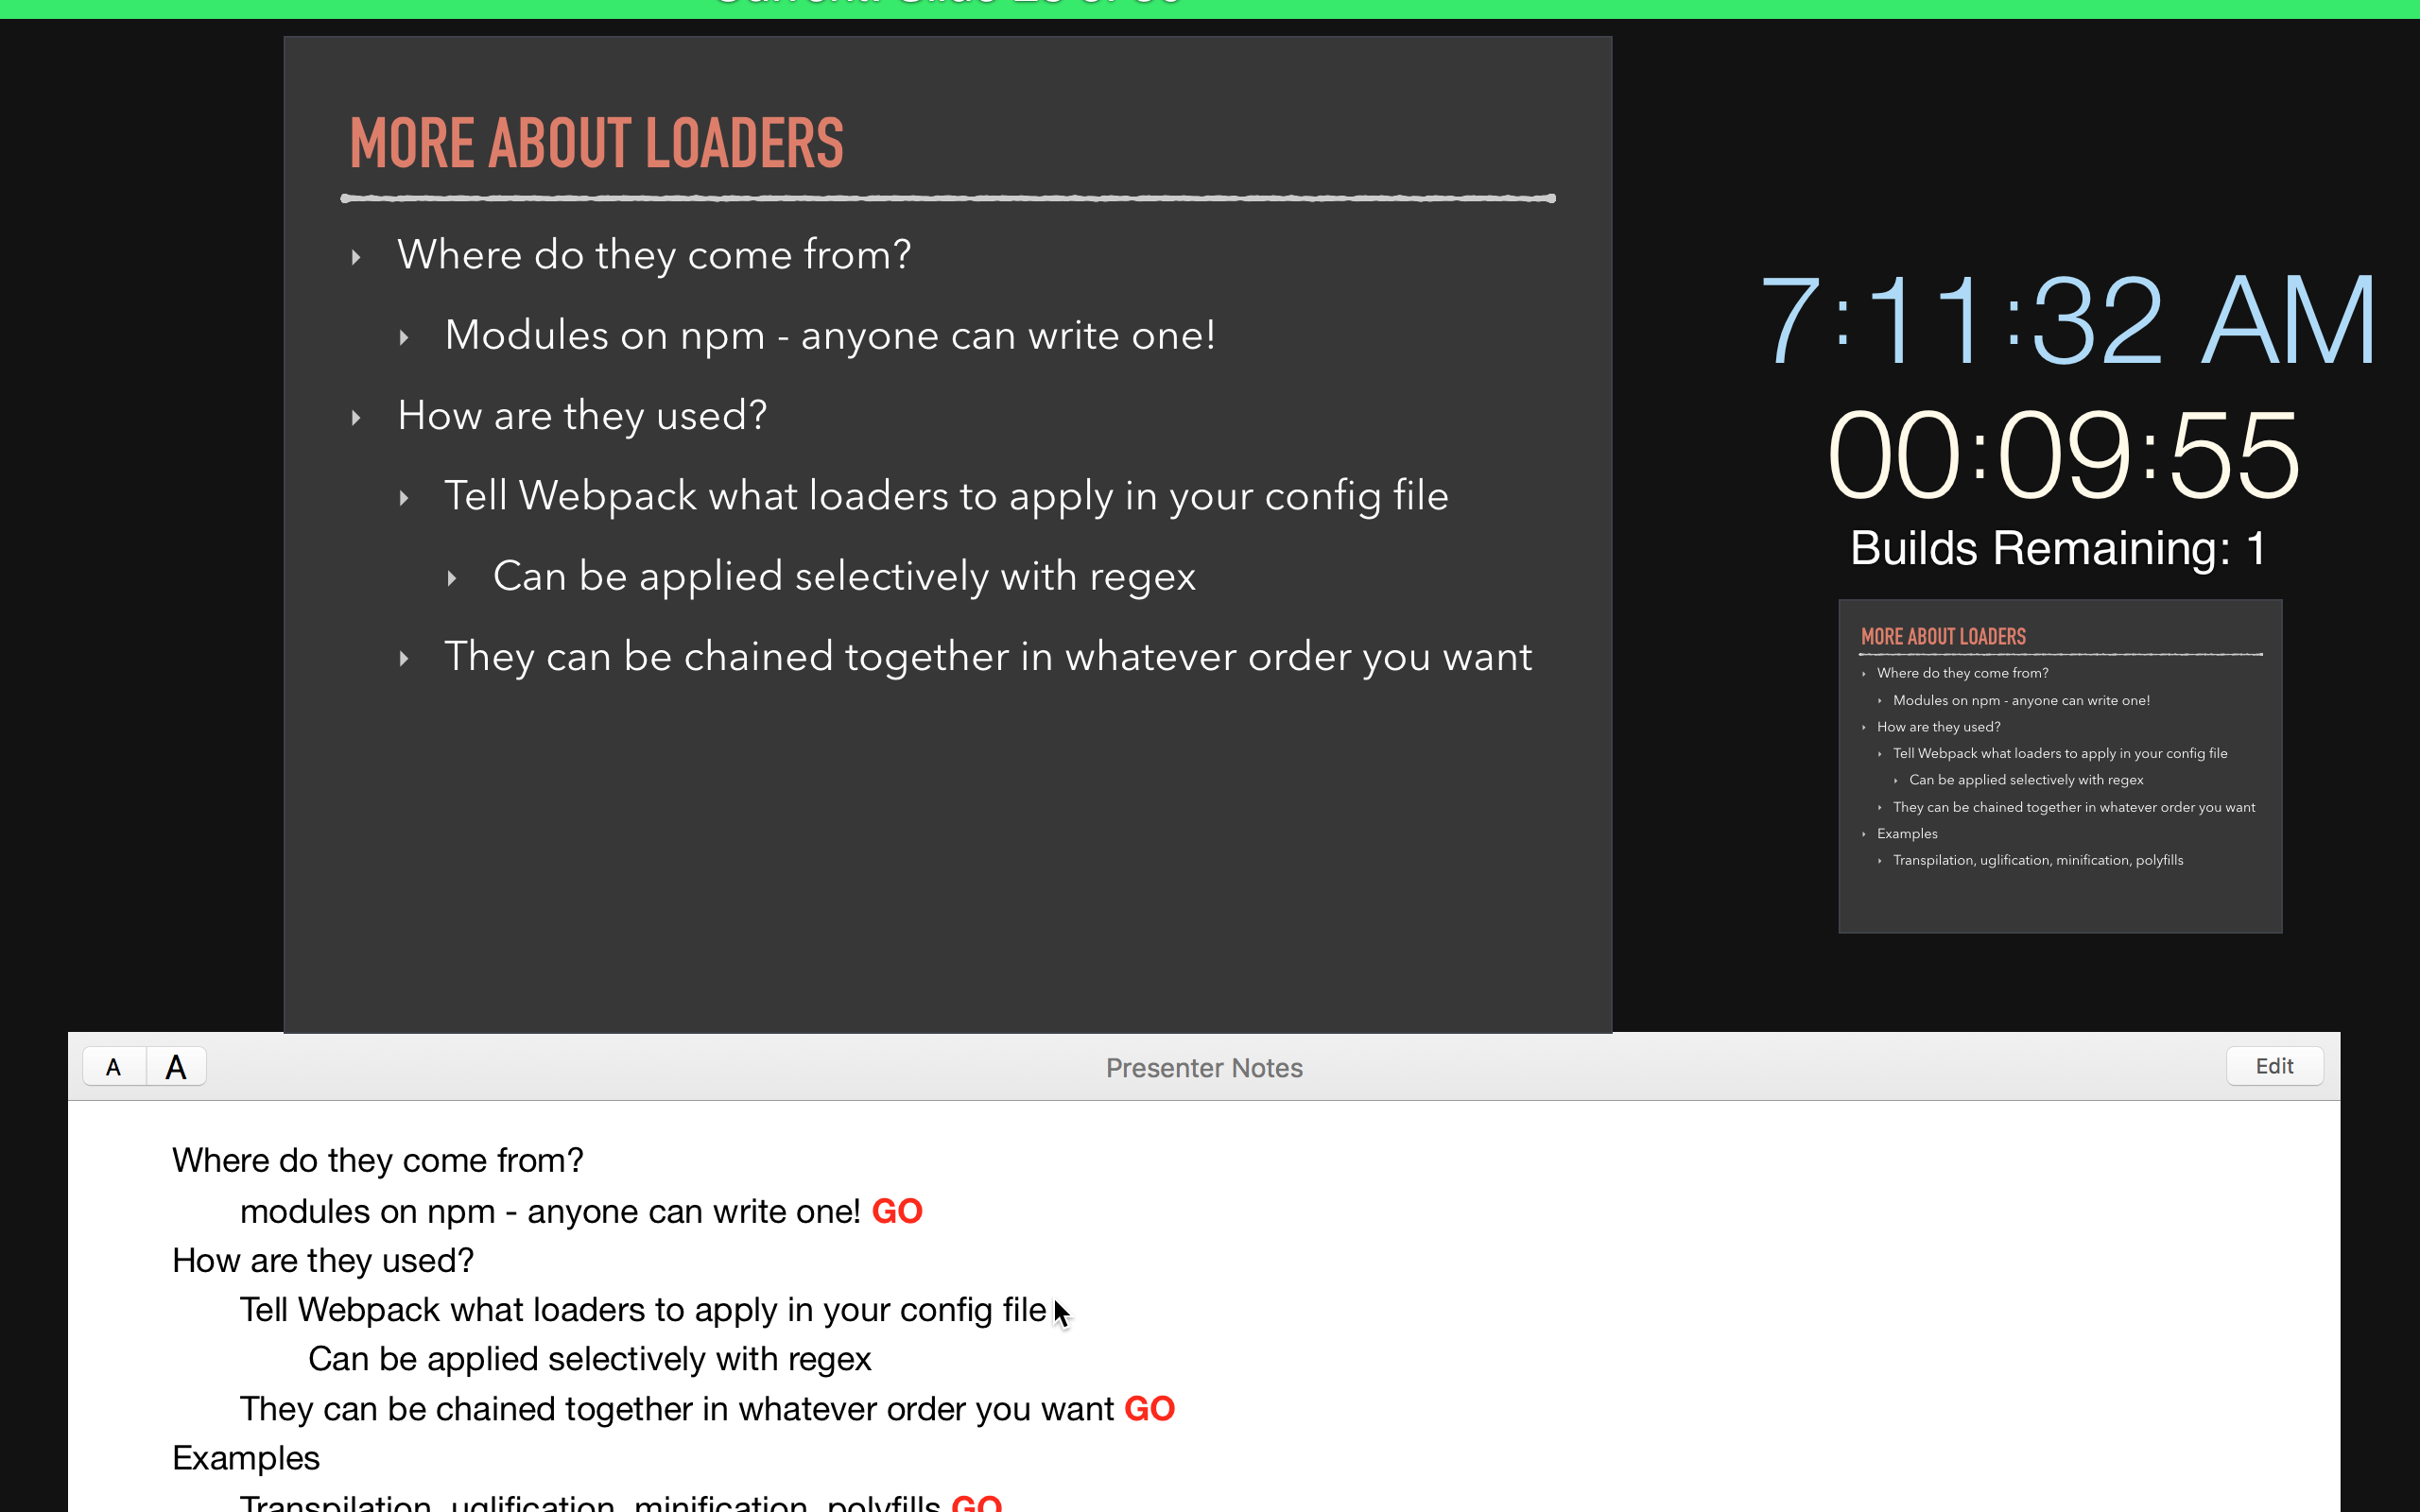 MORE ABOUT LOADERS
Where do they come from?
Modules on npm - anyone can write one!
How are they used?
Tell Webpack what loaders to apply in your config file
Can be applied selectively with regex
They can be chained together in whatever order you want
7:11:32 AM
00:09:55
Builds Remaining: 1
MORE ABOUT LOADERS
Where do they come from?
Modules on npm - anyone can write one!
How are they used?
Tell Webpack what loaders to apply in your config file
Can be applied selectively with regex
They can be chained together in whatever order you want
Examples
Transpilation, uglification, minification, polyfills
A A Presenter Notes Edit
Where do they come from?
modules on npm - anyone can write one! GO
How are they used?
Tell Webpack what loaders to apply in your config file
Can be applied selectively with regex
They can be chained together in whatever order you want GO
Examples
Transpilation, uglification, minification, polyfills GO